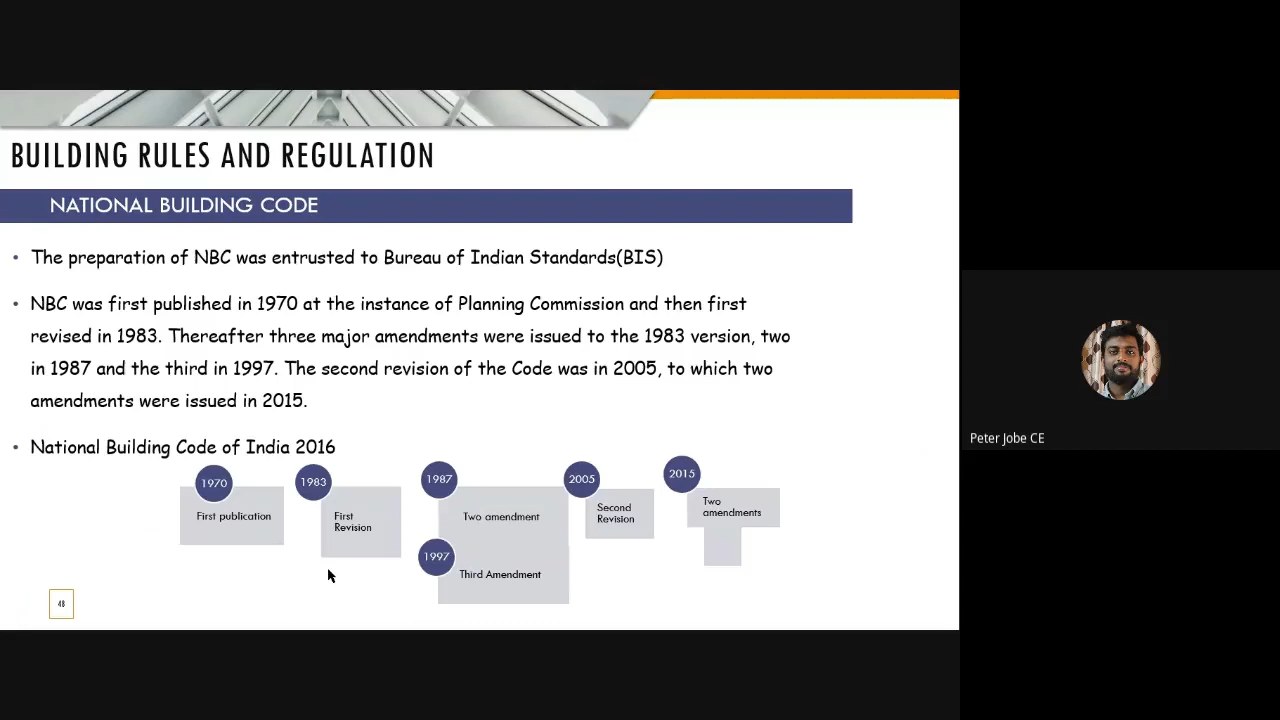 BUILDING RULES AND REGULATION
NATIONAL BUILDING CODE
• The preparation of NBC was entrusted to Bureau of Indian Standards(BIS)
• NBC was first published in 1970 at the instance of Planning Commission and then first
revised in 1983. Thereafter three major amendments were issued to the 1983 version, two
in 1987 and the third in 1997. The second revision of the Code was in 2005, to which two
amendments were issued in 2015.
• National Building Code of India 2016
1970
First publication
1983
First
Revision
1987
Two amendment
1997
Third Amendment
2005
Second
Revision
2015
Two
amendments
48
Peter Jobe CE